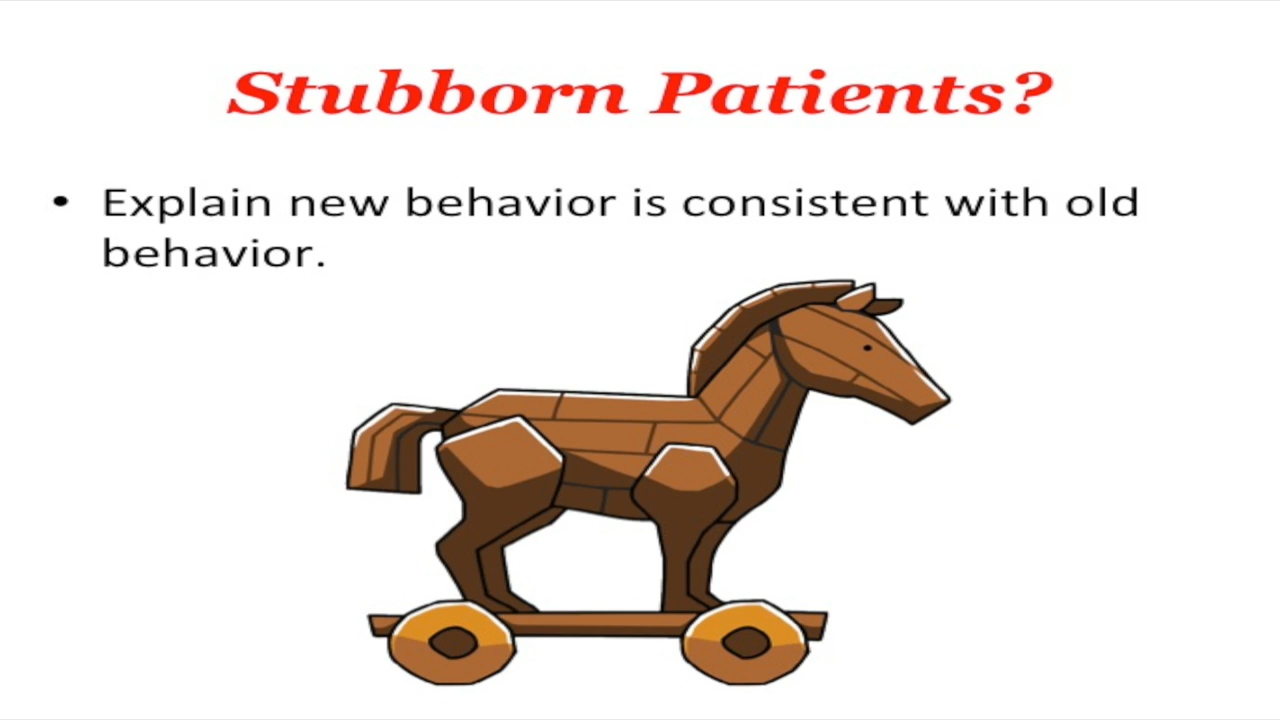 Stubborn Patients?
• Explain new behavior is consistent with old
behavior.